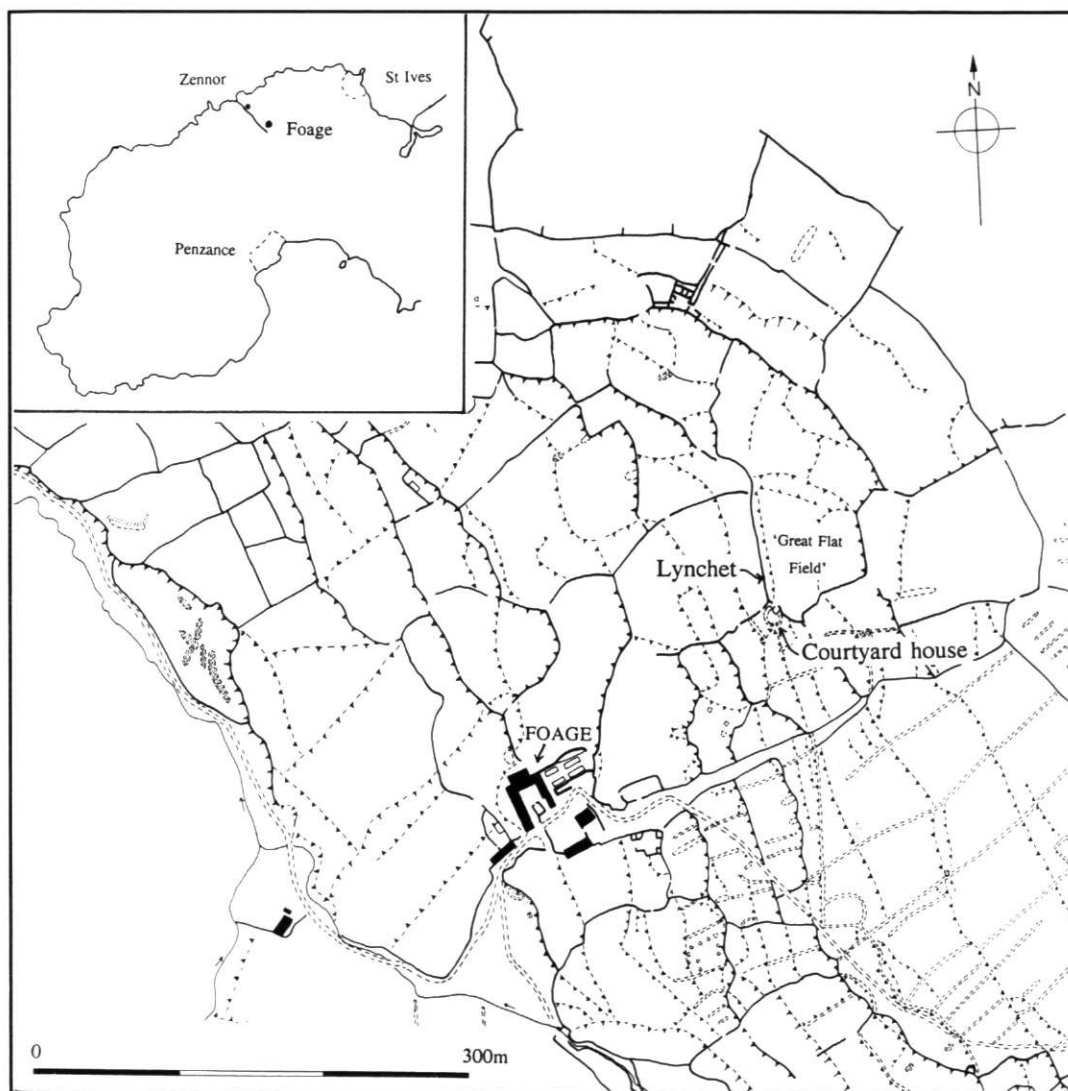 Zennor
St Ives
Foage
Penzance
N
'Great Flat
Field'
Lynchet
Courtyard house
FOAGE
0
300m